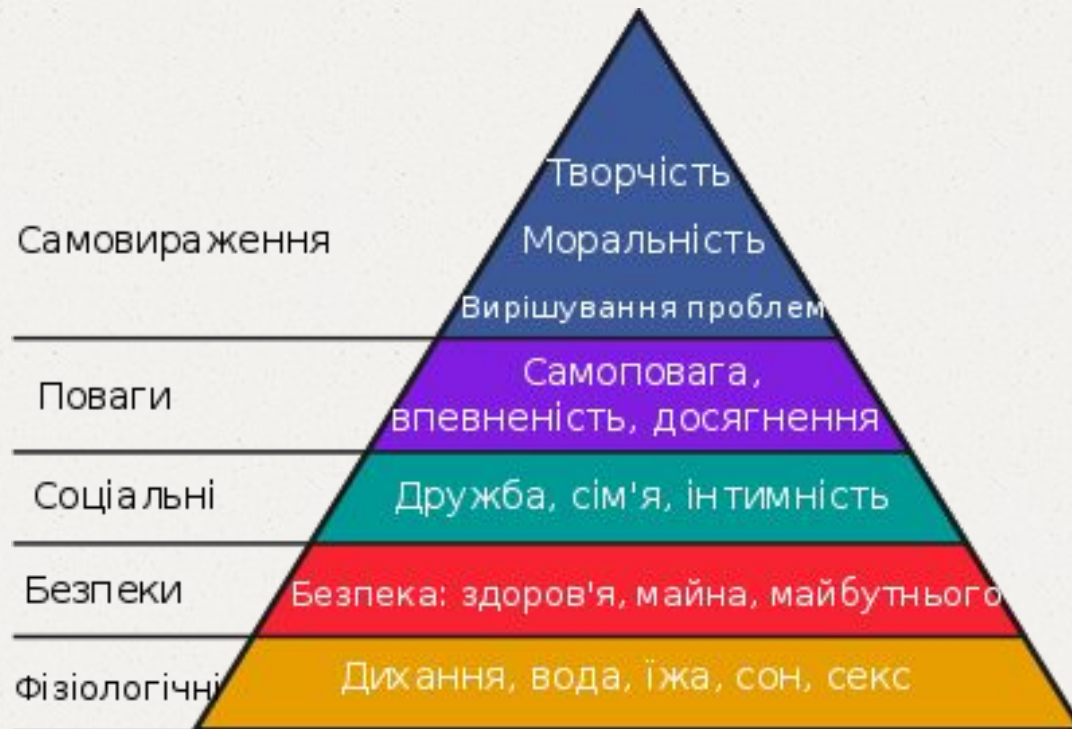 Творчість
Самовираження
Моральність
Вирішування проблем
Поваги
Самоповага,
впевненість, досягнення
Соціальні
Дружба, сім'я, інтимність
Безпеки
Безпека: здоров'я, майна, майбутнього
Фізіологічні
Дихання, вода, їжа, сон, секс